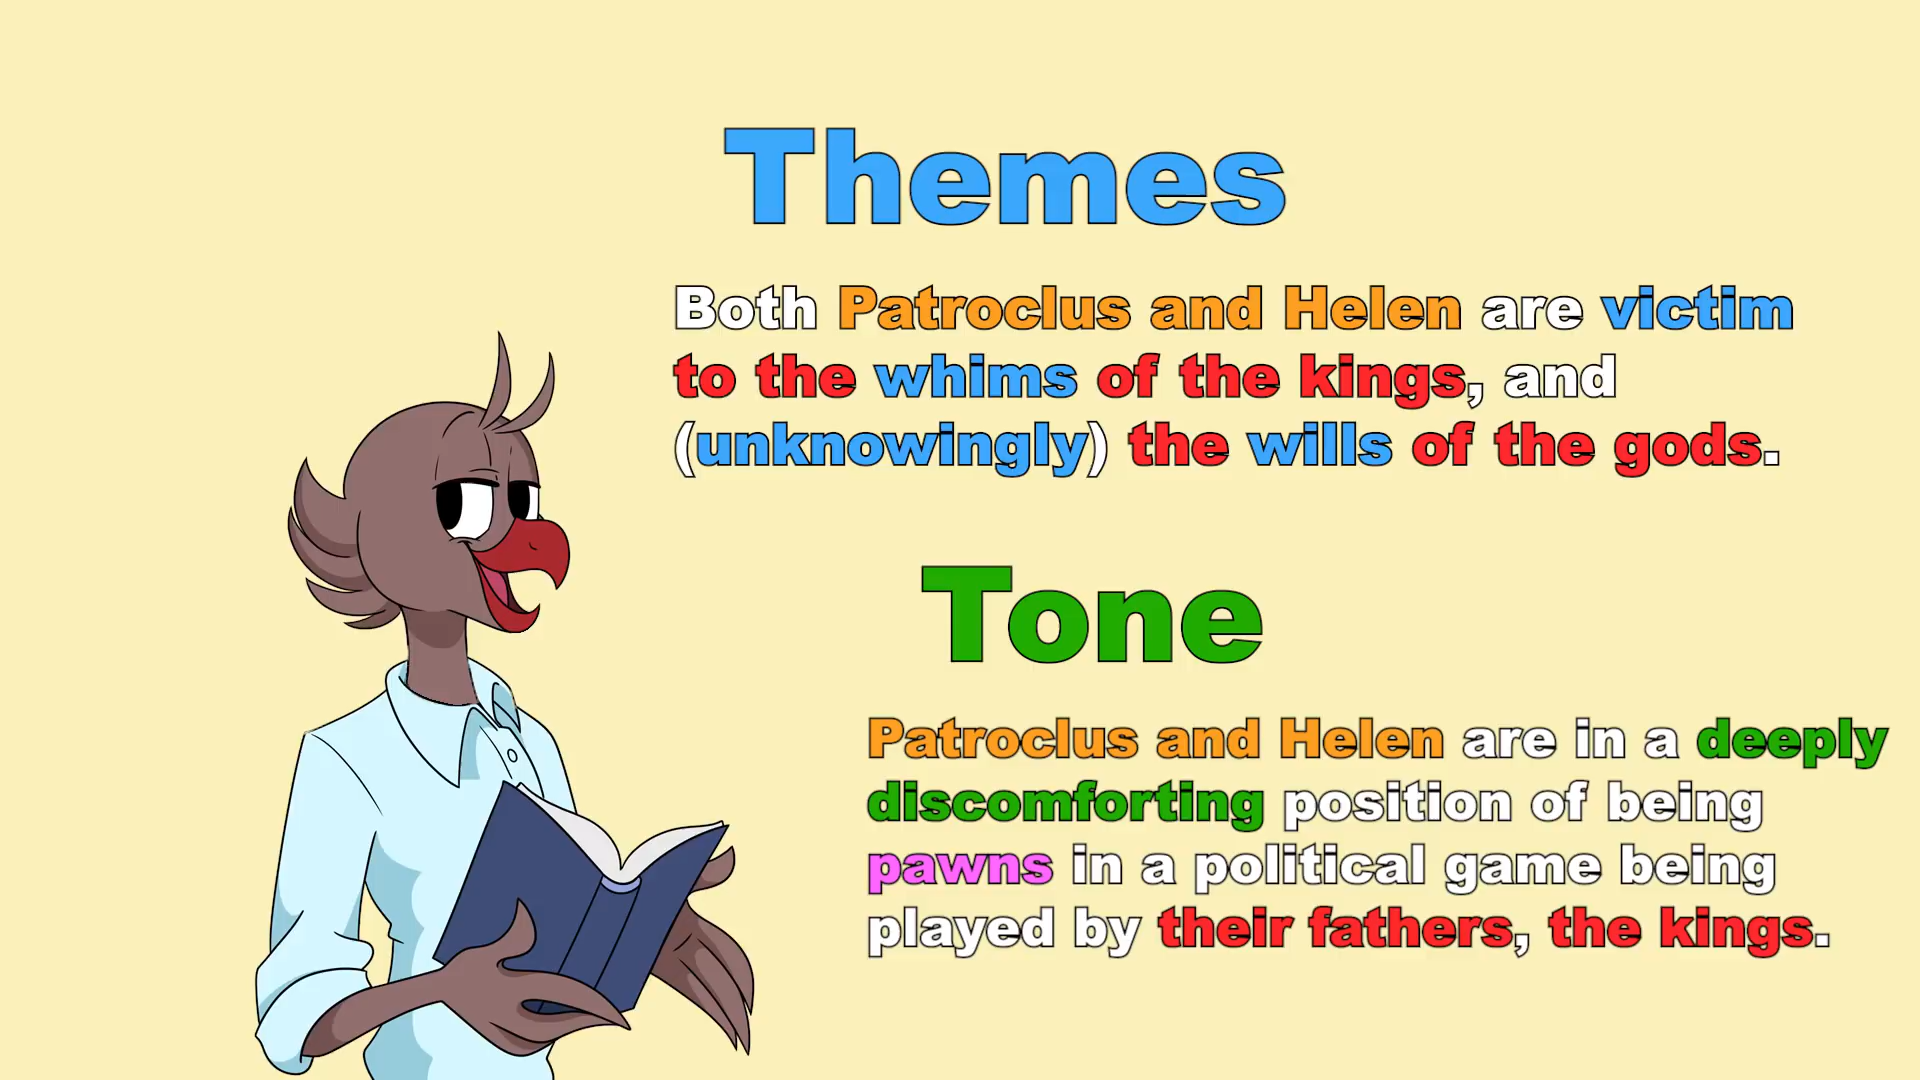 Themes
Both Patroclus and Helen are victim
to the whims of the kings, and
(unknowingly) the wills of the gods.
Tone
Patroclus and Helen are in a deeply
discomforting position of being
pawns in a political game being
played by their fathers, the kings.